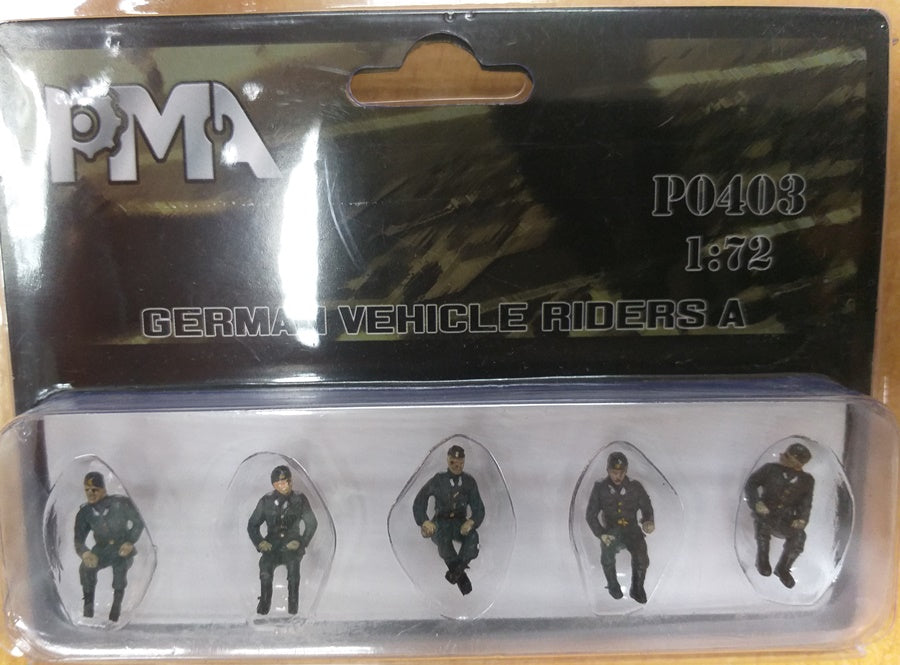 PMA
P0403
1:72
GERMAN VEHICLE RIDERS A